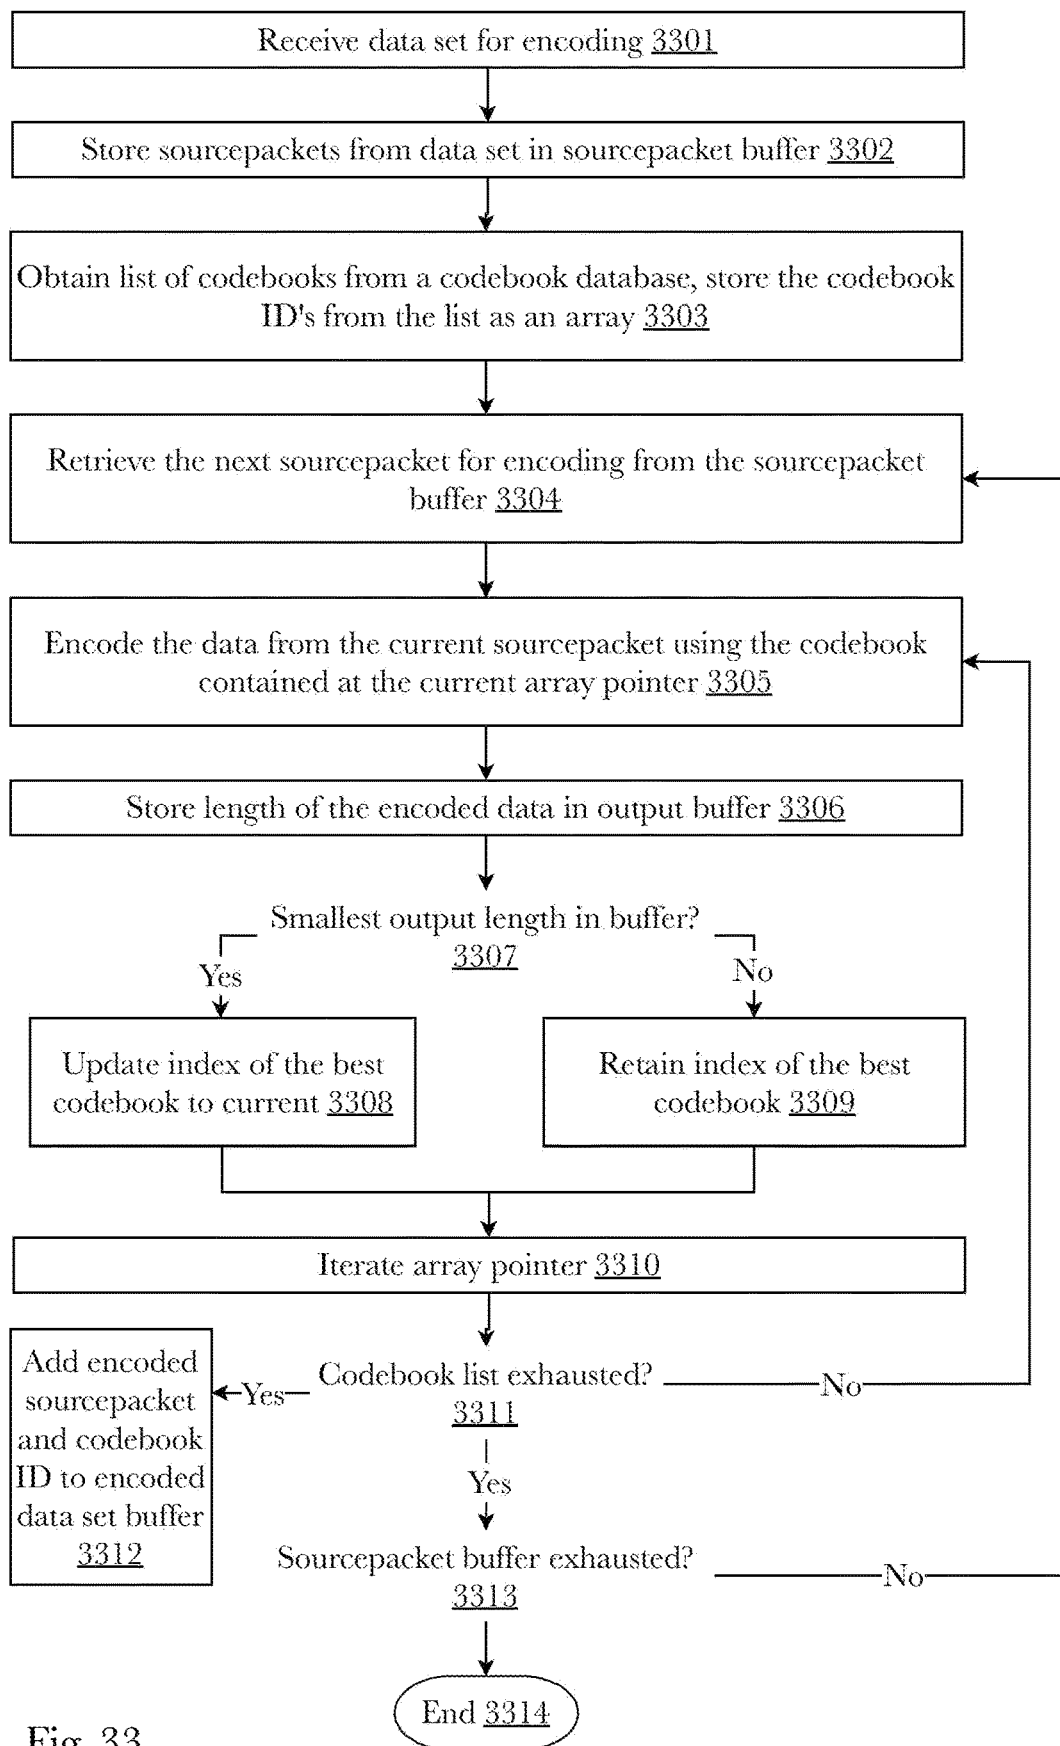 Receive data set for encoding 3301
Store sourcepackets from data set in sourcepacket buffer 3302
Obtain list of codebooks from a codebook database, store the codebook
ID's from the list as an array 3303
Retrieve the next sourcepacket for encoding from the sourcepacket
buffer 3304
Encode the data from the current sourcepacket using the codebook
contained at the current array pointer 3305
Store length of the encoded data in output buffer 3306
Smallest output length in buffer?
3307
Yes
No
Update index of the best
codebook to current 3308
Retain index of the best
codebook 3309
Iterate array pointer 3310
Codebook list exhausted?
3311
Yes
No
Add encoded
sourcepacket
and codebook
ID to encoded
data set buffer
3312
Yes
Sourcepacket buffer exhausted?
3313
No
End 3314
Fig. 33